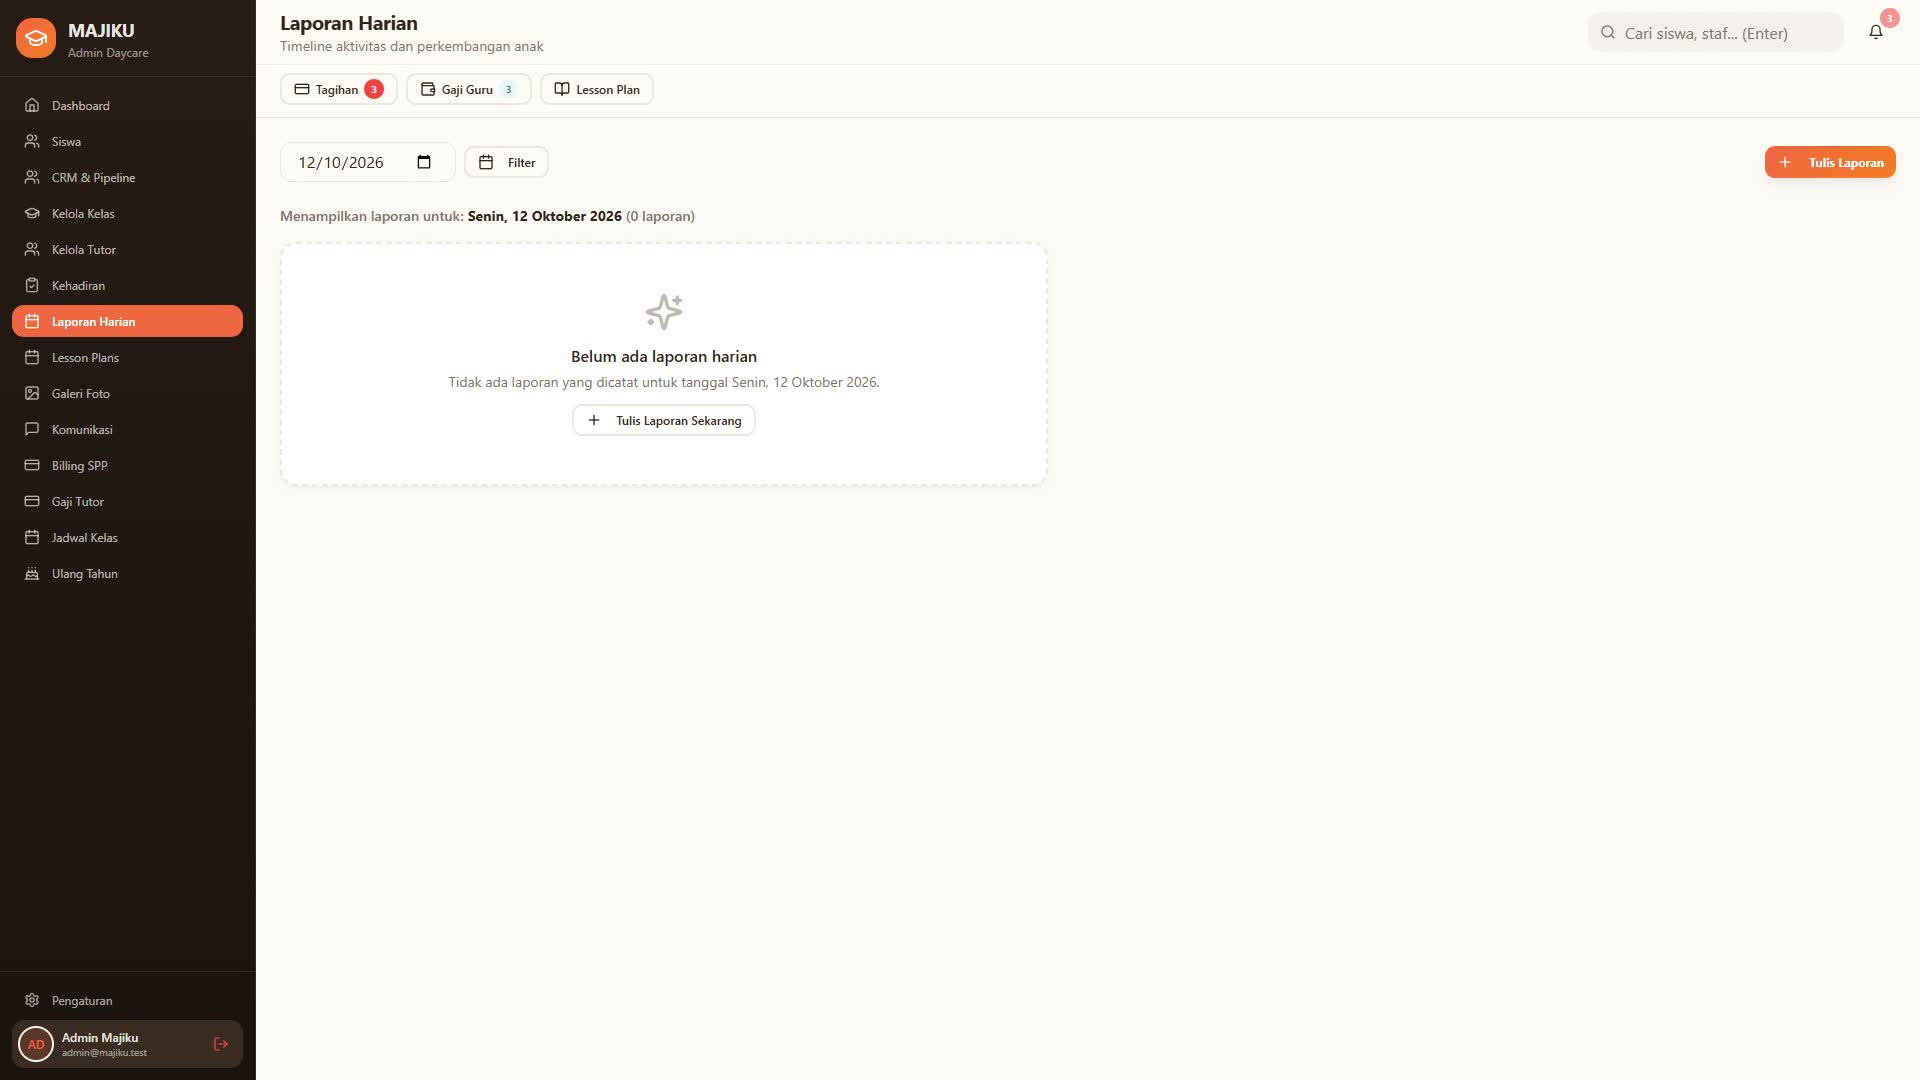 MAJIKU
Admin Daycare
Dashboard
Siswa
CRM & Pipeline
Kelola Kelas
Kelola Tutor
Kehadiran
Laporan Harian
Lesson Plans
Galeri Foto
Komunikasi
Billing SPP
Gaji Tutor
Jadwal Kelas
Ulang Tahun
Pengaturan
AD
Admin Majiku
admin@majiku.test
Laporan Harian
Timeline aktivitas dan perkembangan anak
Cari siswa, staf... (Enter)
3
Tagihan 3
Gaji Guru 3
Lesson Plan
12/10/2026
Filter
Tulis Laporan
Menampilkan laporan untuk: Senin, 12 Oktober 2026 (0 laporan)
Belum ada laporan harian
Tidak ada laporan yang dicatat untuk tanggal Senin, 12 Oktober 2026.
Tulis Laporan Sekarang